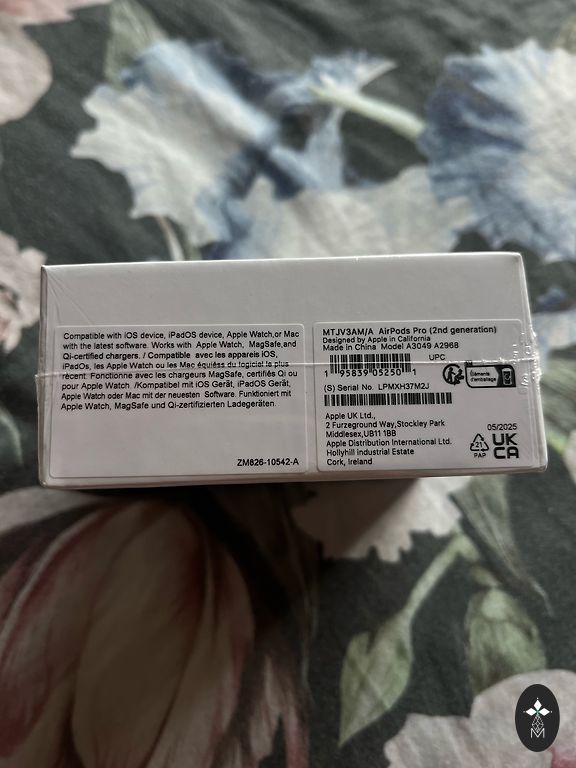 Compatible with iOS device, iPadOS device, Apple Watch,or Mac
with the latest software. Works with Apple Watch, MagSafe,and
Qi-certified chargers. / Compatible avec les appareis iOS,
iPadOs, les Apple Watch ou les Mac équiéss du logiciel le plus
récent. Fonctionne avec les chargeurs MagSafe, certifés Qi ou
pour Apple Watch. /Kompatibel mit iOS Gerät, iPadOS Gerät,
Apple Watch oder Mac mit der neuesten Software. Funktioniert mit
Apple Watch, MagSafe und Qi-zertifizierten Ladegeräten.
ZM826-10542-A
MTJV3AM/A AirPods Pro (2nd generation)
Designed by Apple in California
Made in China Model A3049 A2968
UPC
1 95839 05250 1
Éléments
d'emballage
(S) Serial No. LPMXH37M2J
Apple UK Ltd.,
2 Furzeground Way,Stockley Park
Middlesex,UB11 1BB
Apple Distribution International Ltd.
Hollyhill industrial Estate
Cork, Ireland
05/2025
21
PAP
UK
CA
M